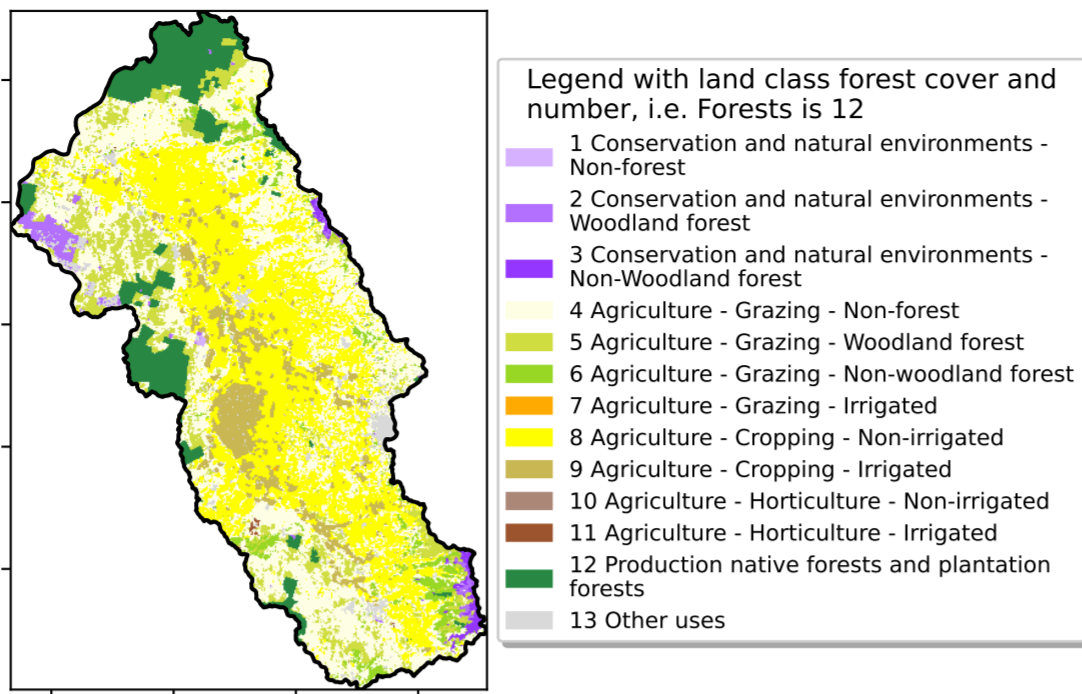 Legend with land class forest cover and
number, i.e. Forests is 12
1 Conservation and natural environments -
Non-forest
2 Conservation and natural environments -
Woodland forest
3 Conservation and natural environments -
Non-Woodland forest
4 Agriculture - Grazing - Non-forest
5 Agriculture - Grazing - Woodland forest
6 Agriculture - Grazing - Non-woodland forest
7 Agriculture - Grazing - Irrigated
8 Agriculture - Cropping - Non-irrigated
9 Agriculture - Cropping - Irrigated
10 Agriculture - Horticulture - Non-irrigated
11 Agriculture - Horticulture - Irrigated
12 Production native forests and plantation
forests
13 Other uses